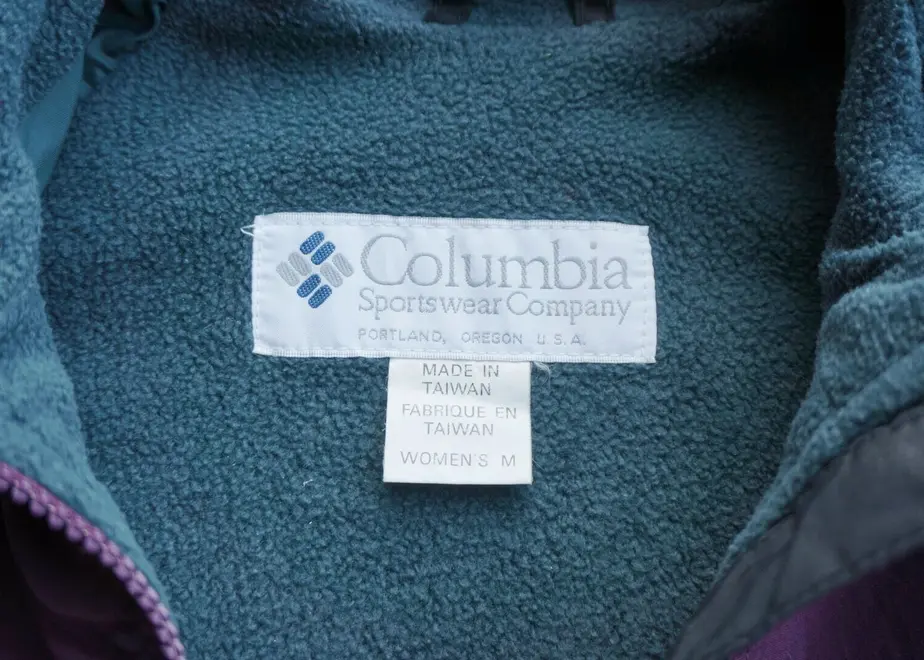 Columbia
Sportswear Company
PORTLAND, OREGON U.S.A.
MADE IN
TAIWAN
FABRIQUE EN
TAIWAN
WOMEN'S M